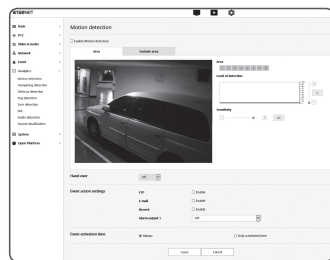 WISENET
Basic
PTZ
Video & Audio
Network
Event
Analytics
Motion detection
Tampering detection
Defocus detection
Fog detection
Face detection
IVA
Audio detection
Sound classification
System
Open Platform
Motion detection
Enable Motion detection
Area
Exclude area
Area
Level of detection
Sensitivity
Hand over
Off
Event action settings
FTP
Enable
E-mail
Enable
Record
Enable
Alarm output 1
Off
Event activation time
Always
Only scheduled time
Apply
Cancel